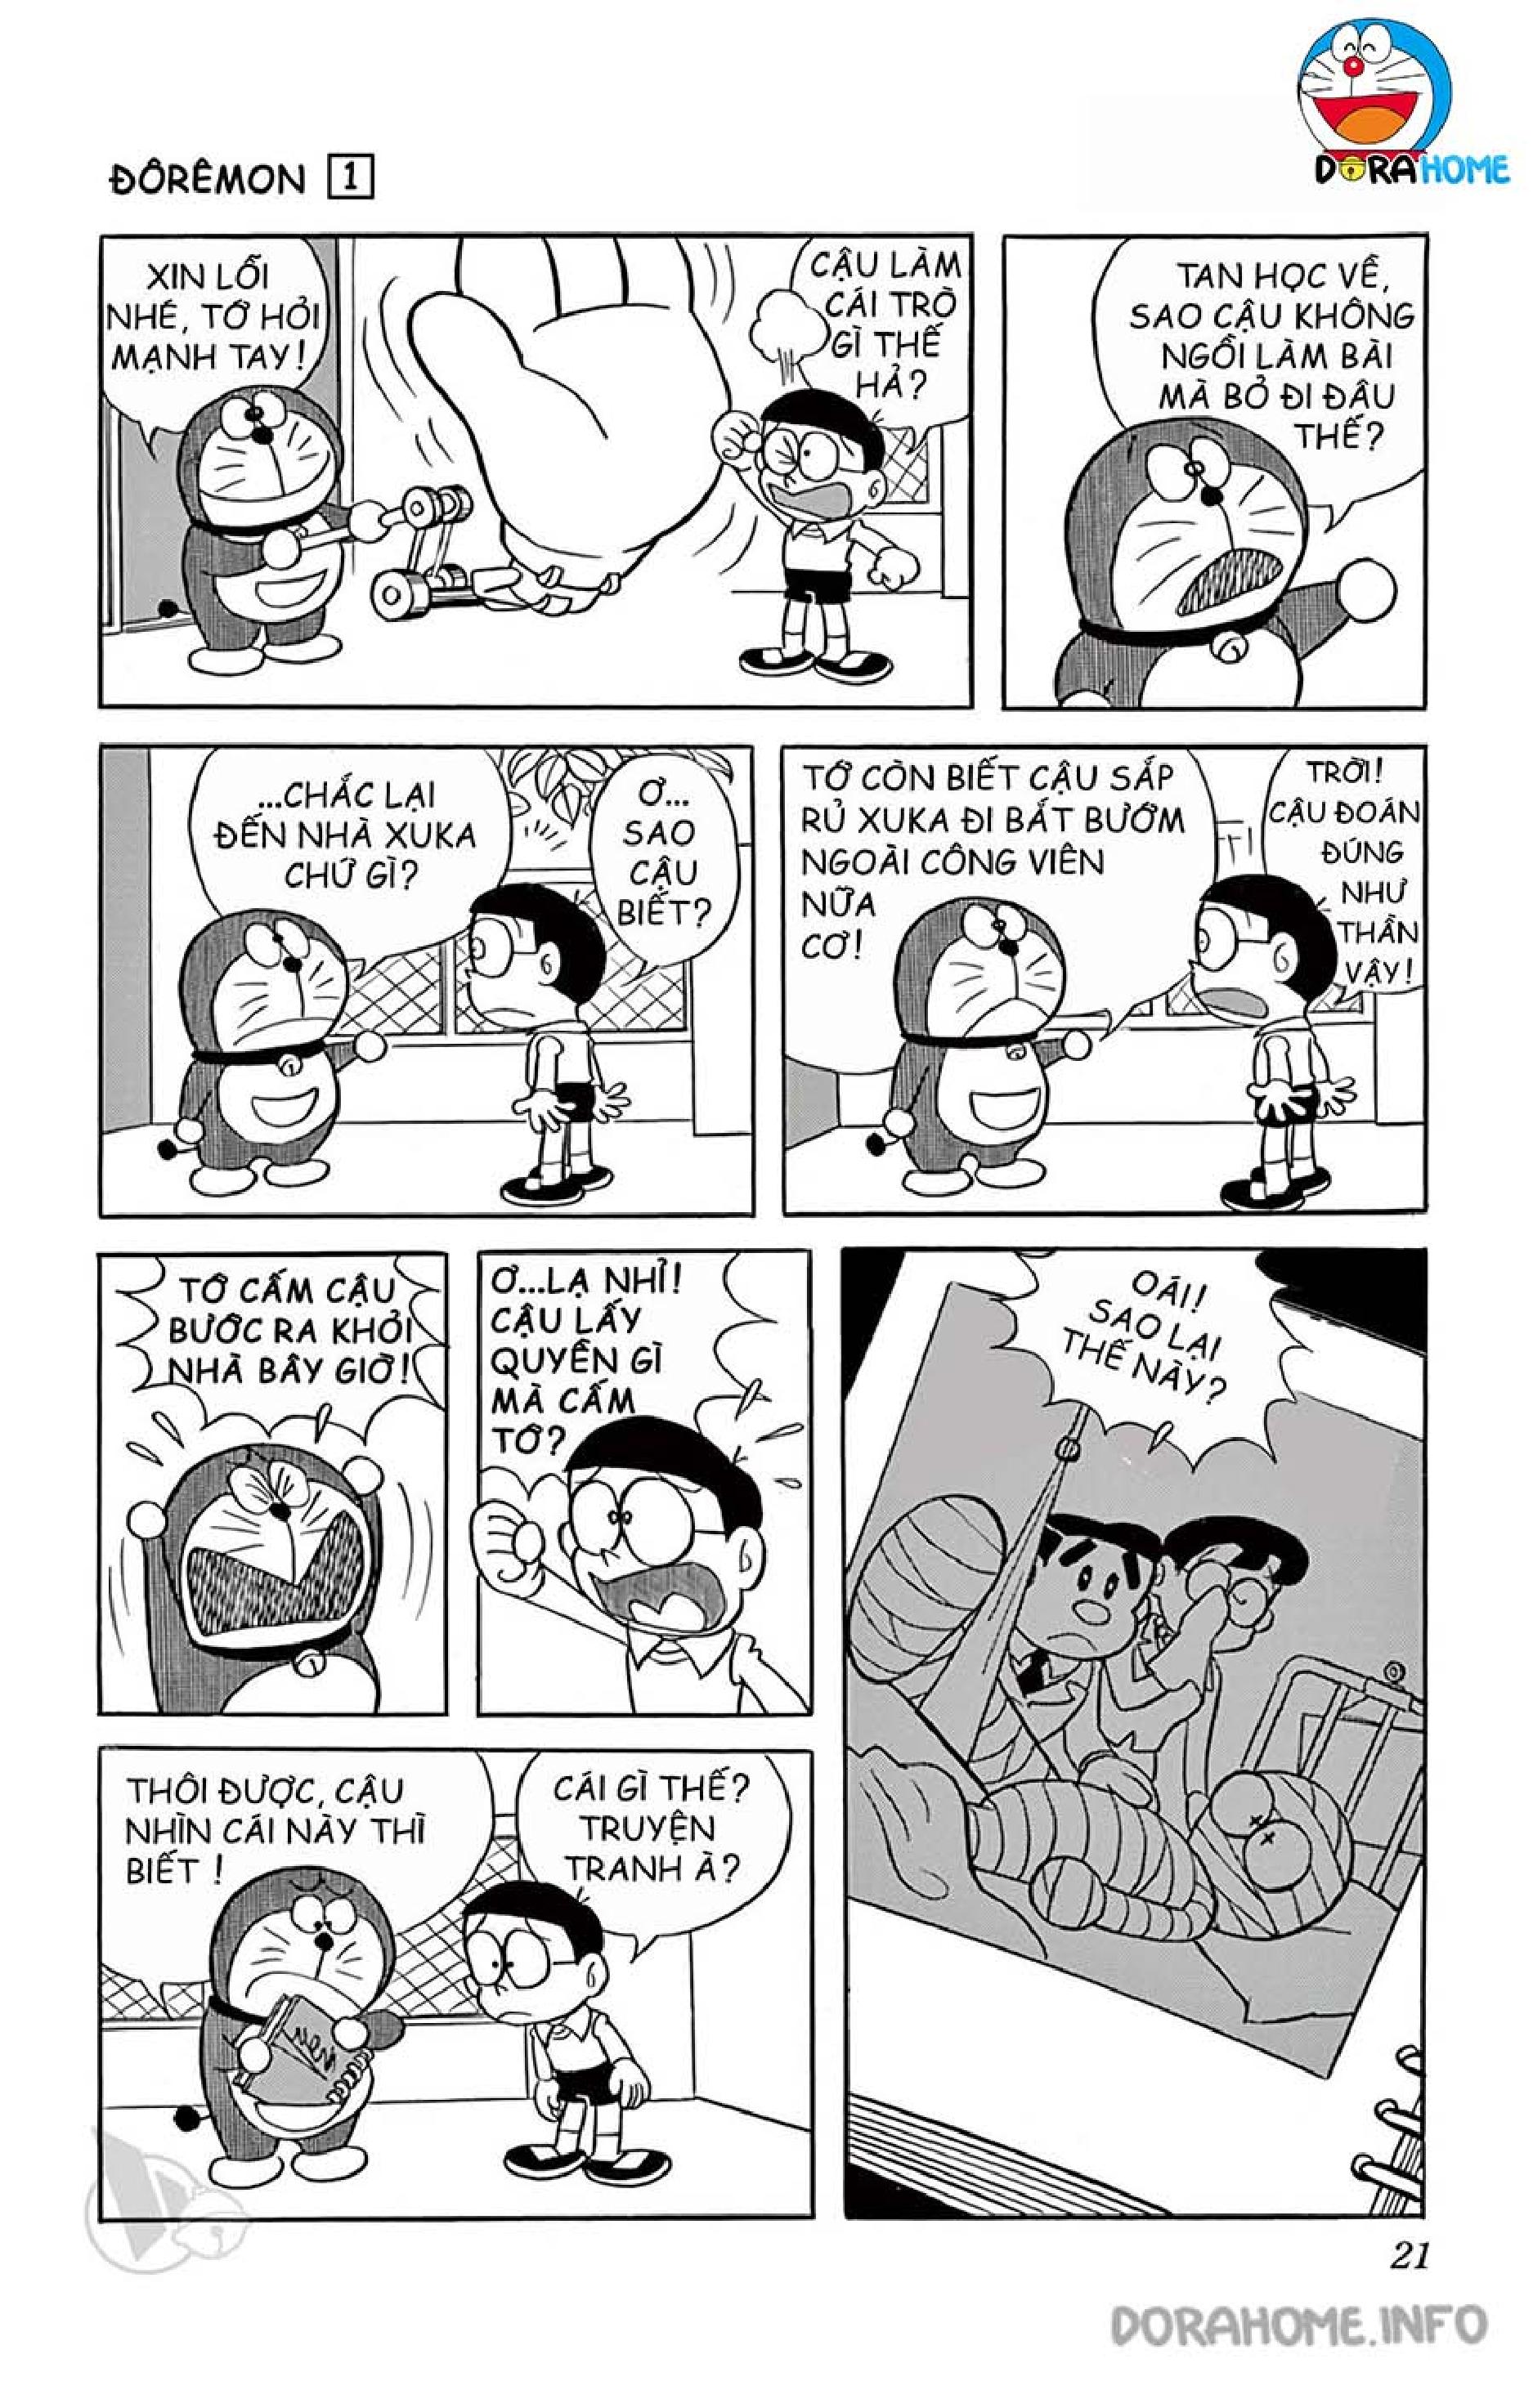 DORAHOME
ĐÔRÊMON 1
XIN LỖI
NHÉ, TỚ HỎI
MẠNH TAY!
CẬU LÀM
CÁI TRÒ
GÌ THẾ
HẢ?
TAN HỌC VỀ,
SAO CẬU KHÔNG
NGỒI LÀM BÀI
MÀ BỎ ĐI ĐÂU
THẾ?
...CHẮC LẠI
ĐẾN NHÀ XUKA
CHỨ GÌ?
Ơ...
SAO
CẬU
BIẾT?
TỚ CÒN BIẾT CẬU SẮP
RỦ XUKA ĐI BẮT BƯỚM
NGOÀI CÔNG VIÊN
NỮA
CƠ!
TRỜI!
CẬU ĐOÁN
ĐÚNG
NHƯ
THẦN
VẬY!
TỚ CẤM CẬU
BƯỚC RA KHỎI
NHÀ BÂY GIỜ!
Ơ...LẠ NHỈ!
CẬU LẤY
QUYỀN GÌ
MÀ CẤM
TỚ?
OÁI!
SAO LẠI
THẾ NÀY?
THÔI ĐƯỢC, CẬU
NHÌN CÁI NÀY THÌ
BIẾT !
CÁI GÌ THẾ?
TRUYỆN
TRANH À?
21
DORAHOME.INFO